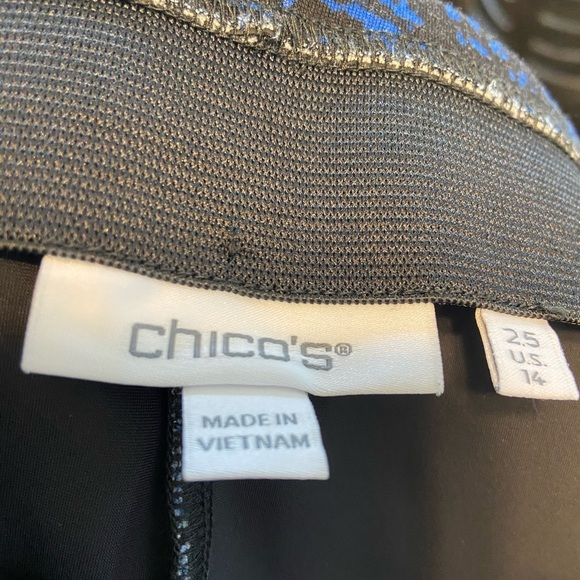 chico's®
MADE IN
VIETNAM
2.5
U.S.
14